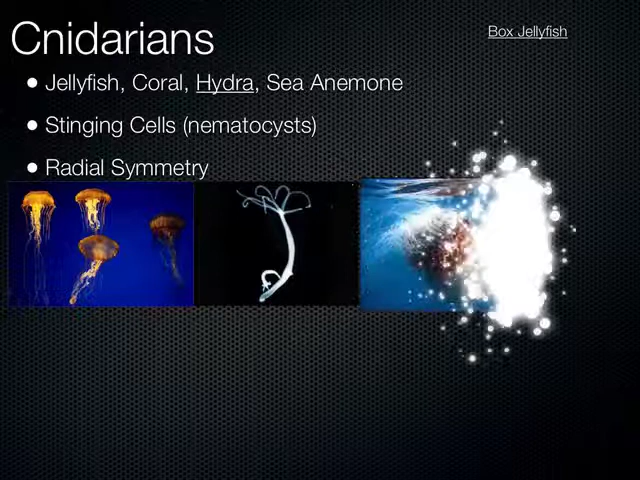 Cnidarians
Box Jellyfish
• Jellyfish, Coral, Hydra, Sea Anemone
• Stinging Cells (nematocysts)
• Radial Symmetry